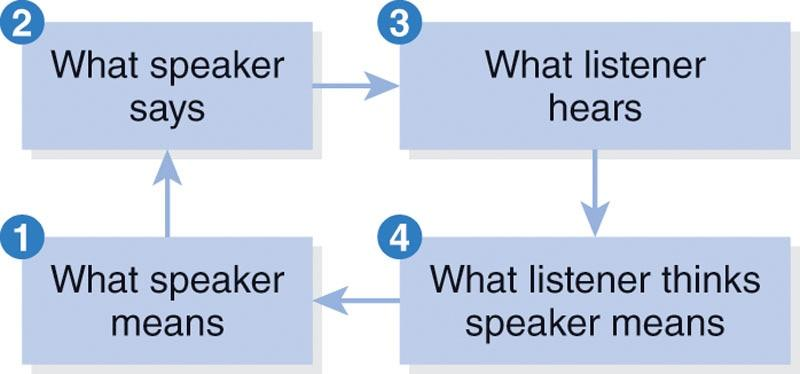 2
What speaker
says
3
What listener
hears
1
What speaker
means
4
What listener thinks
speaker means